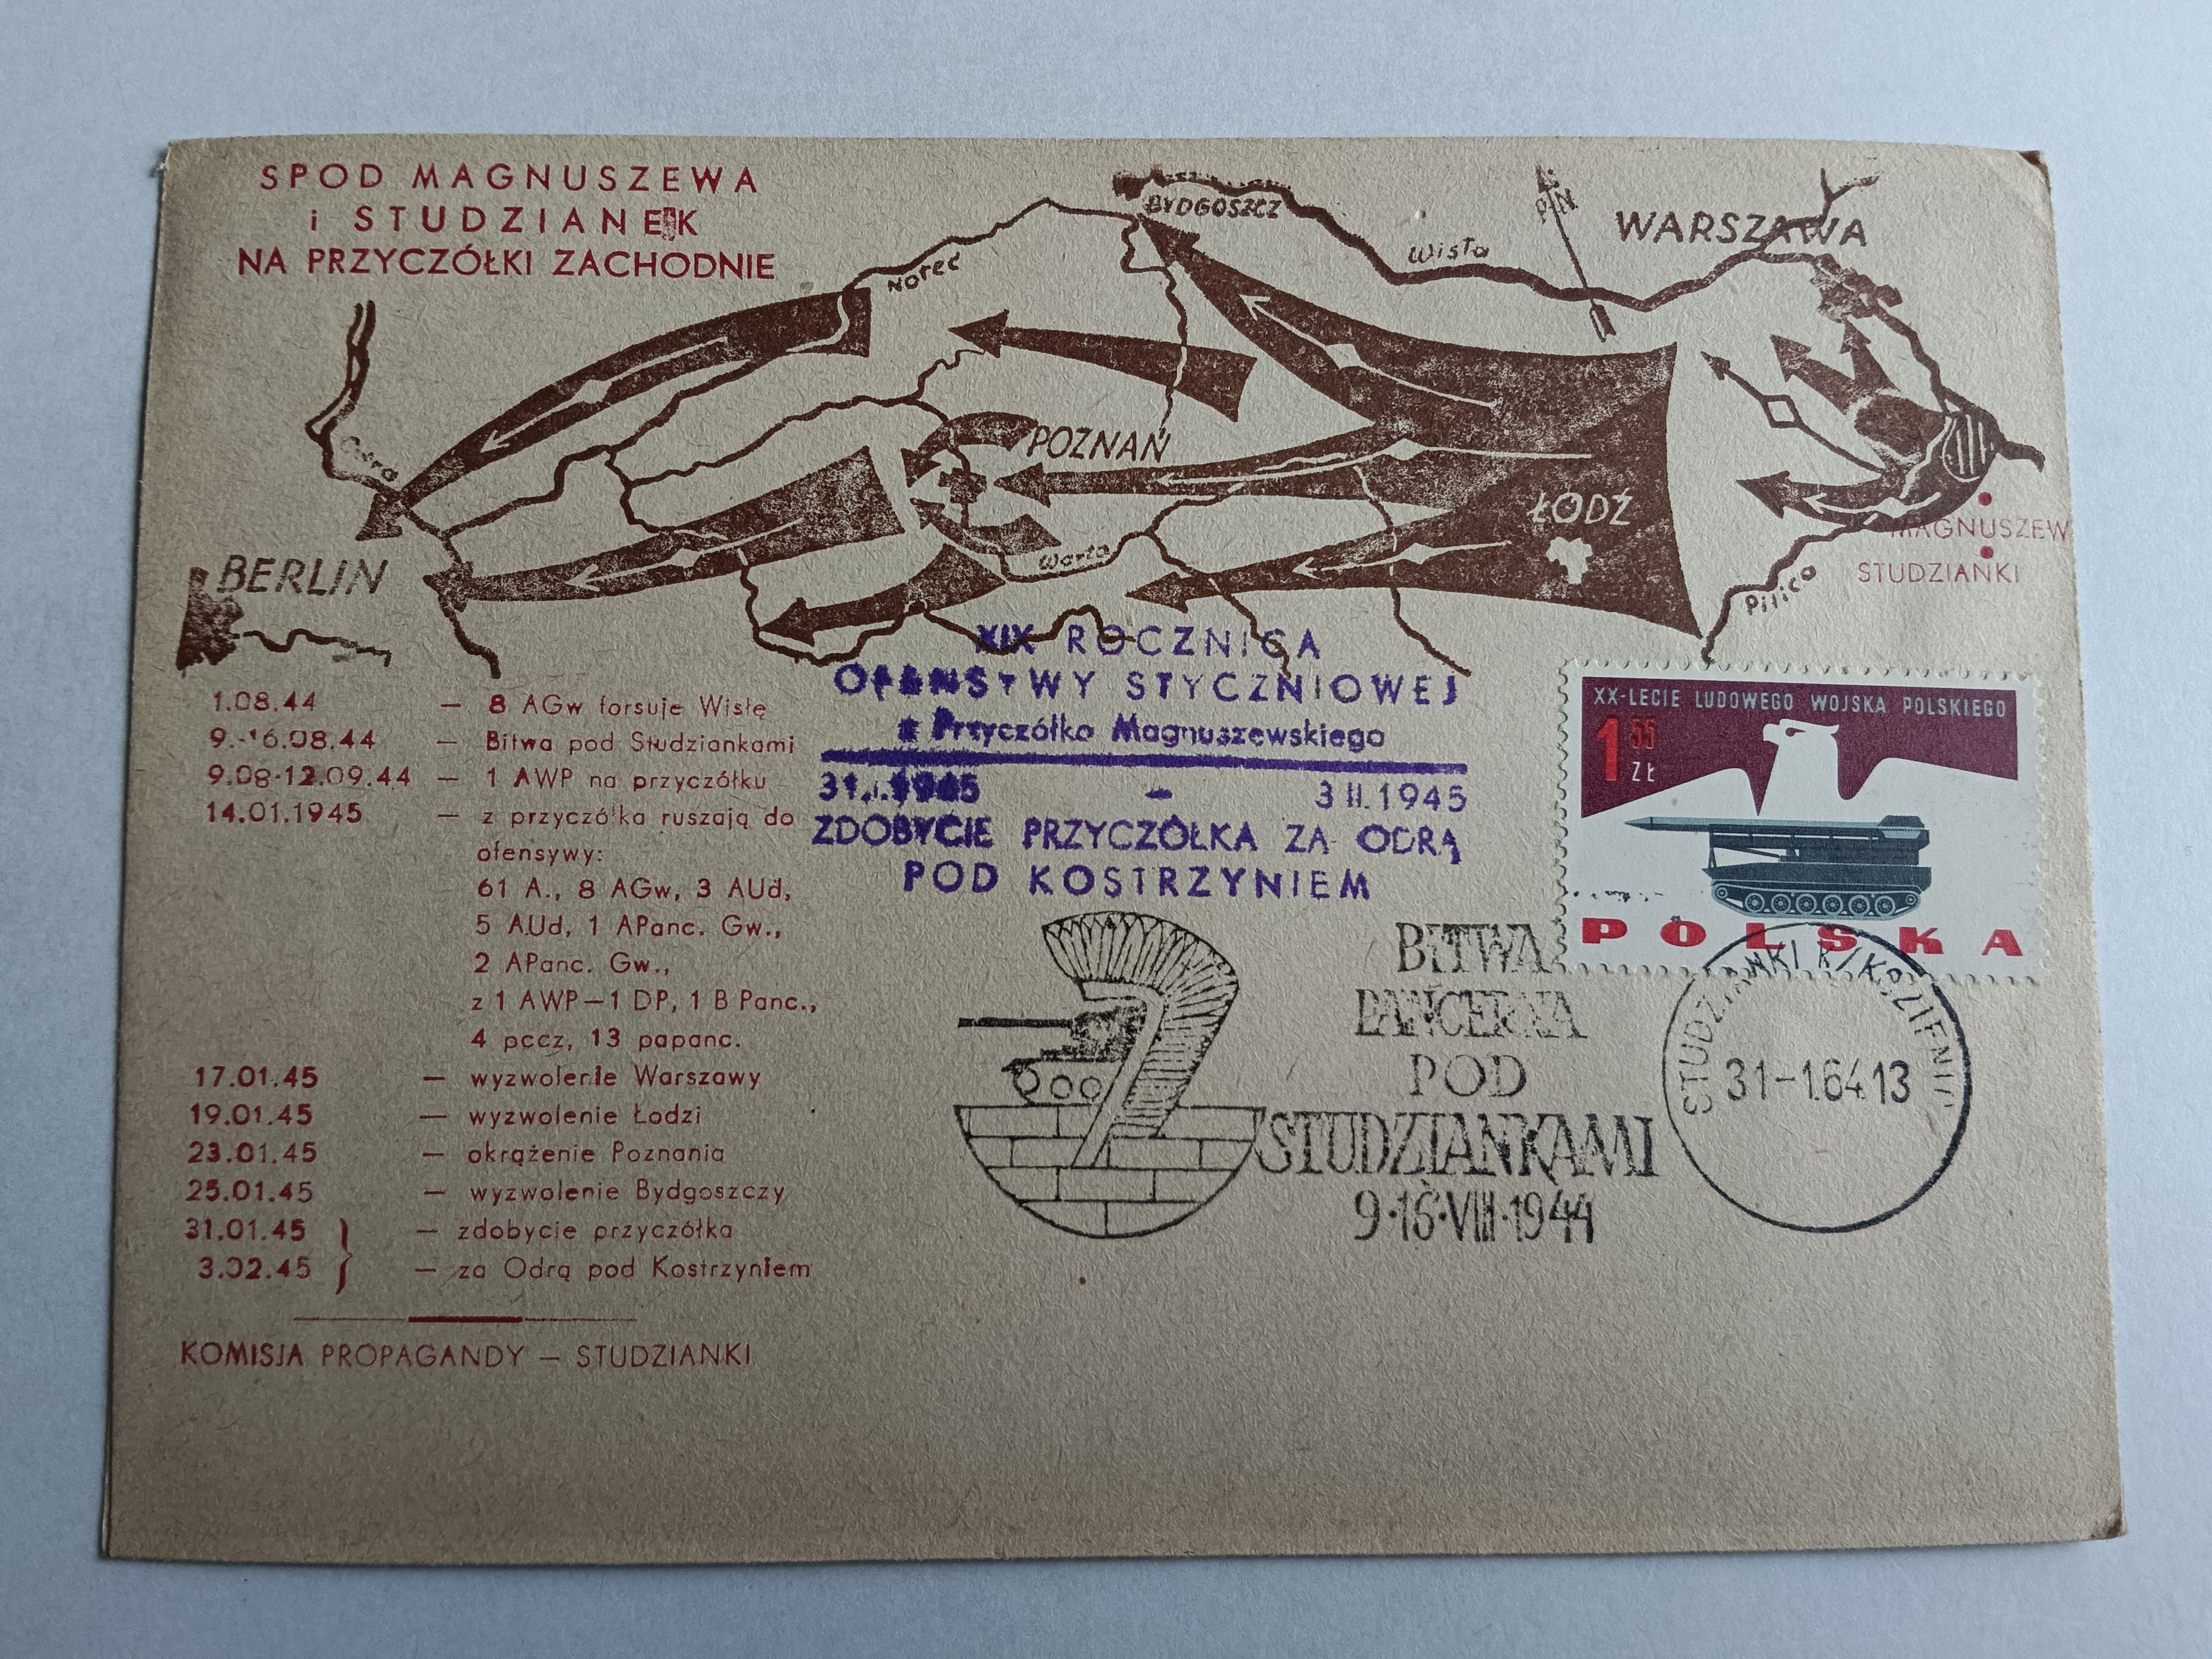 SPOD MAGNUSZEWA
i STUDZIANEK
NA PRZYCZÓŁKI ZACHODNIE
BYDGOSZCZ
WARSZAWA
Wisła
Noteć
Odra
POZNAŃ
ŁÓDŹ
Warta
BERLIN
MAGNUSZEW
STUDZIANKI
Pilica
1.08.44 — 8 AGw forsuje Wisłę
9.-16.08.44 — Bitwa pod Studziankami
9.08-12.09.44 — 1 AWP na przyczółku
14.01.1945 — z przyczółka ruszają do
ofensywy:
61 A., 8 AGw, 3 AUd,
5 AUd, 1 APanc. Gw.,
2 APanc. Gw.,
z 1 AWP—1 DP, 1 B Panc.,
4 pccz, 13 papanc.
17.01.45 — wyzwolenie Warszawy
19.01.45 — wyzwolenie Łodzi
23.01.45 — okrążenie Poznania
25.01.45 — wyzwolenie Bydgoszczy
31.01.45 } — zdobycie przyczółka
3.02.45 } — za Odrą pod Kostrzyniem
KOMISJA PROPAGANDY — STUDZIANKI
XIX ROCZNICA
OFENSYWY STYCZNIOWEJ
z Przyczółka Magnuszewskiego
31.I.1945 - 3 II.1945
ZDOBYCIE PRZYCZÓŁKA ZA ODRĄ
POD KOSTRZYNIEM
XX-LECIE LUDOWEGO WOJSKA POLSKIEGO
1 55 ZŁ
POLSKA
BITWA
PANCERNA
POD
STUDZIANKAMI
9·16·VIII·1944
STUDZIANKI K/KOZIENIC
31-1.64.13